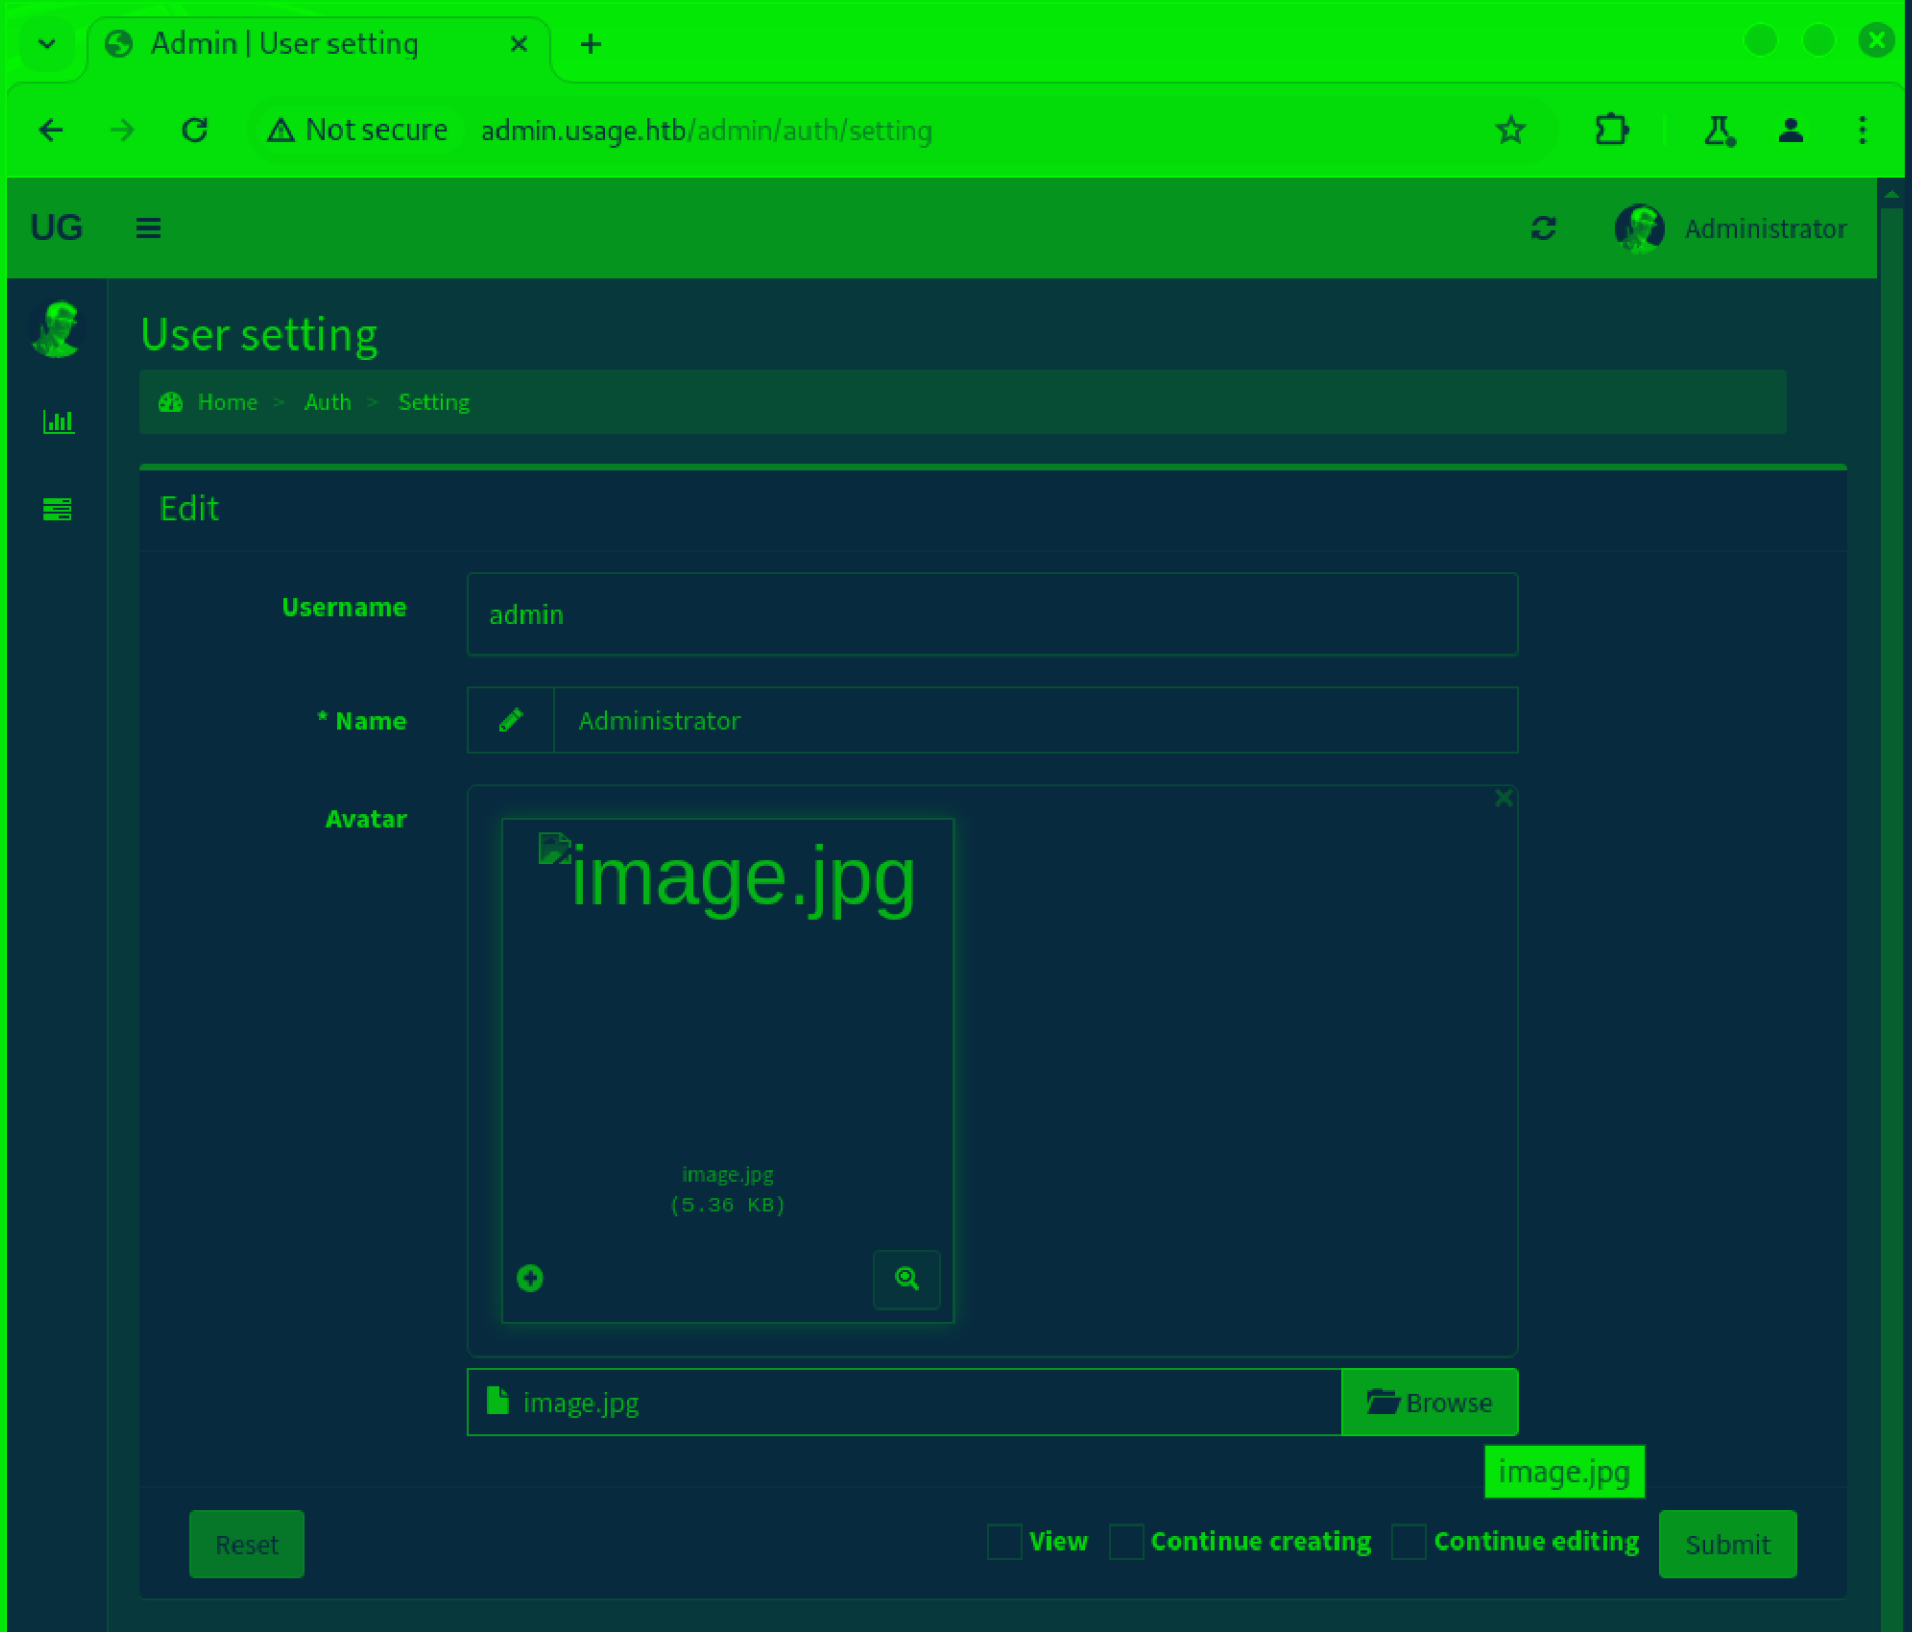 Admin | User setting
Not secure admin.usage.htb/admin/auth/setting
UG Administrator
User setting
Home > Auth > Setting
Edit
Username admin
* Name Administrator
Avatar
image.jpg
image.jpg
(5.36 KB)
image.jpg Browse
image.jpg
Reset View Continue creating Continue editing Submit